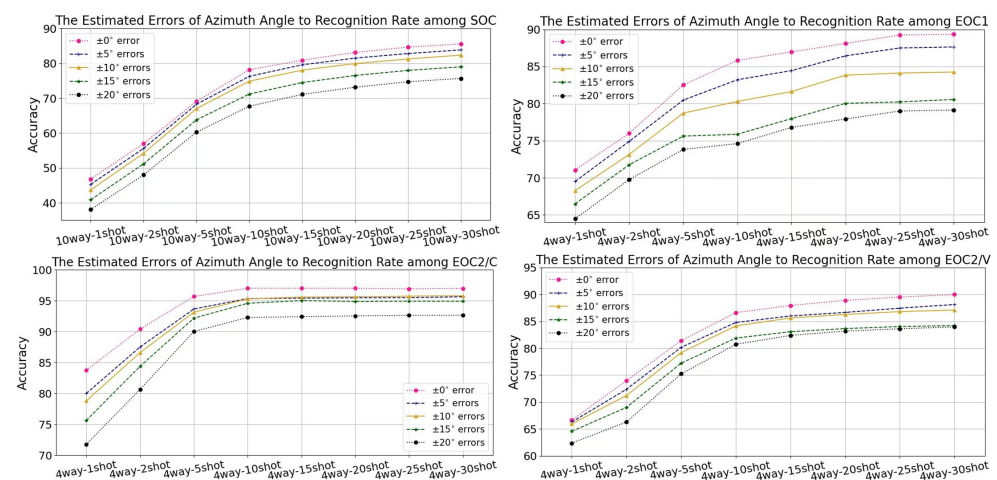 The Estimated Errors of Azimuth Angle to Recognition Rate among SOC
90
80
70
60
50
40
Accuracy
±0° error
±5° errors
±10° errors
±15° errors
±20° errors
10way-1shot 10way-2shot 10way-5shot 10way-10shot 10way-15shot 10way-20shot 10way-25shot 10way-30shot
The Estimated Errors of Azimuth Angle to Recognition Rate among EOC1
90
85
80
75
70
65
Accuracy
±0° error
±5° errors
±10° errors
±15° errors
±20° errors
4way-1shot 4way-2shot 4way-5shot 4way-10shot 4way-15shot 4way-20shot 4way-25shot 4way-30shot
The Estimated Errors of Azimuth Angle to Recognition Rate among EOC2/C
100
95
90
85
80
75
70
Accuracy
±0° error
±5° errors
±10° errors
±15° errors
±20° errors
4way-1shot 4way-2shot 4way-5shot 4way-10shot 4way-15shot 4way-20shot 4way-25shot 4way-30shot
The Estimated Errors of Azimuth Angle to Recognition Rate among EOC2/V
95
90
85
80
75
70
65
60
Accuracy
±0° error
±5° errors
±10° errors
±15° errors
±20° errors
4way-1shot 4way-2shot 4way-5shot 4way-10shot 4way-15shot 4way-20shot 4way-25shot 4way-30shot